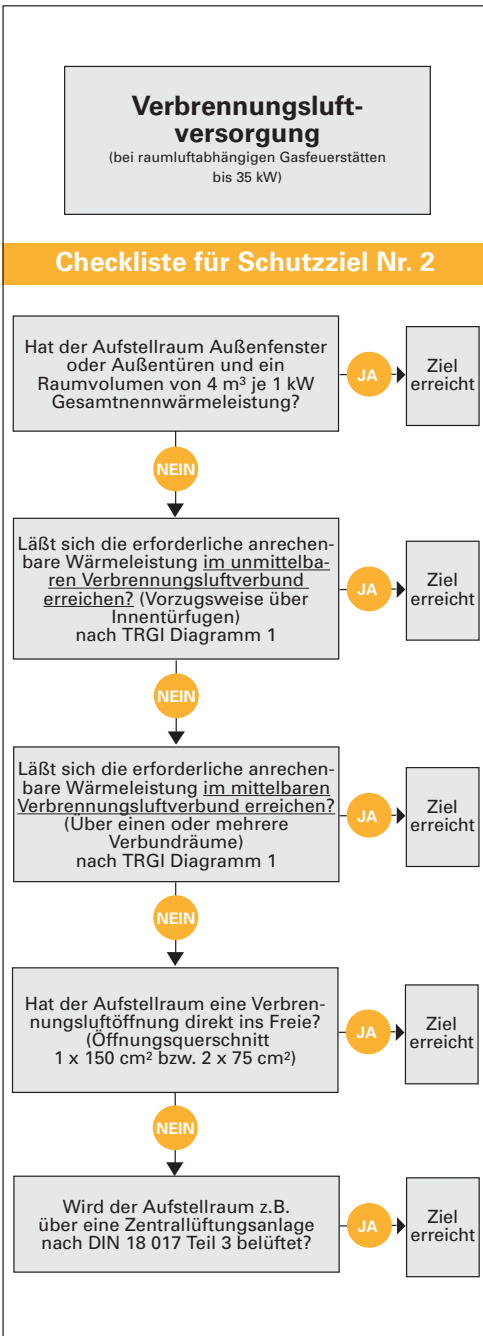 Verbrennungsluft-
versorgung
(bei raumluftabhängigen Gasfeuerstätten
bis 35 kW)
Checkliste für Schutzziel Nr. 2
Hat der Aufstellraum Außenfenster
oder Außentüren und ein
Raumvolumen von 4 m³ je 1 kW
Gesamtnennwärmeleistung?
JA
Ziel
erreicht
NEIN
Läßt sich die erforderliche anrechen-
bare Wärmeleistung im unmittelba-
ren Verbrennungsluftverbund
erreichen? (Vorzugsweise über
Innentürfugen)
nach TRGI Diagramm 1
JA
Ziel
erreicht
NEIN
Läßt sich die erforderliche anrechen-
bare Wärmeleistung im mittelbaren
Verbrennungsluftverbund erreichen?
(Über einen oder mehrere
Verbundräume)
nach TRGI Diagramm 1
JA
Ziel
erreicht
NEIN
Hat der Aufstellraum eine Verbren-
nungsluftöffnung direkt ins Freie?
(Öffnungsquerschnitt
1 x 150 cm² bzw. 2 x 75 cm²)
JA
Ziel
erreicht
NEIN
Wird der Aufstellraum z.B.
über eine Zentrallüftungsanlage
nach DIN 18 017 Teil 3 belüftet?
JA
Ziel
erreicht